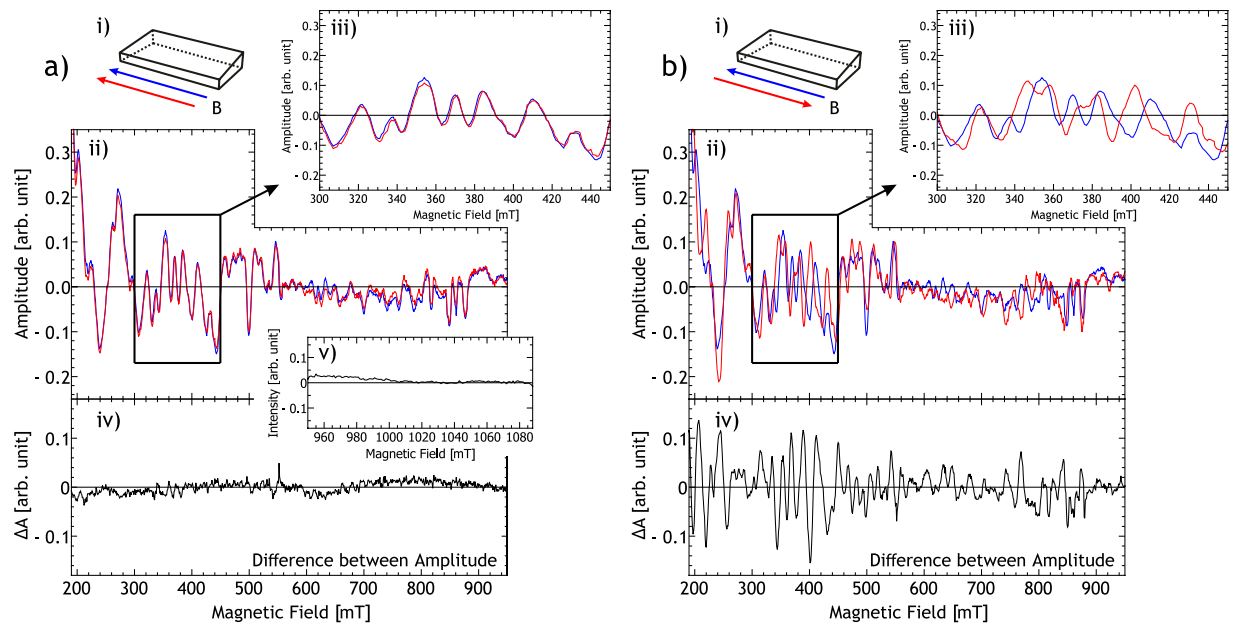 a)
i)
B
iii)
Amplitude [arb. unit]
0.3
0.2
0.1
0.0
- 0.1
- 0.2
300 320 340 360 380 400 420 440
Magnetic Field [mT]
ii)
Amplitude [arb. unit]
0.3
0.2
0.1
0.0
- 0.1
- 0.2
v)
Intensity [arb. unit]
0.1
0
- 0.1
960 980 1000 1020 1040 1060 1080
Magnetic Field [mT]
iv)
ΔA [arb. unit]
0.1
0
- 0.1
Difference between Amplitude
200 300 400 500 600 700 800 900
Magnetic Field [mT]
b)
i)
B
iii)
Amplitude [arb. unit]
0.3
0.2
0.1
0.0
- 0.1
- 0.2
300 320 340 360 380 400 420 440
Magnetic Field [mT]
ii)
Amplitude [arb. unit]
0.3
0.2
0.1
0.0
- 0.1
- 0.2
iv)
ΔA [arb. unit]
0.1
0
- 0.1
Difference between Amplitude
200 300 400 500 600 700 800 900
Magnetic Field [mT]